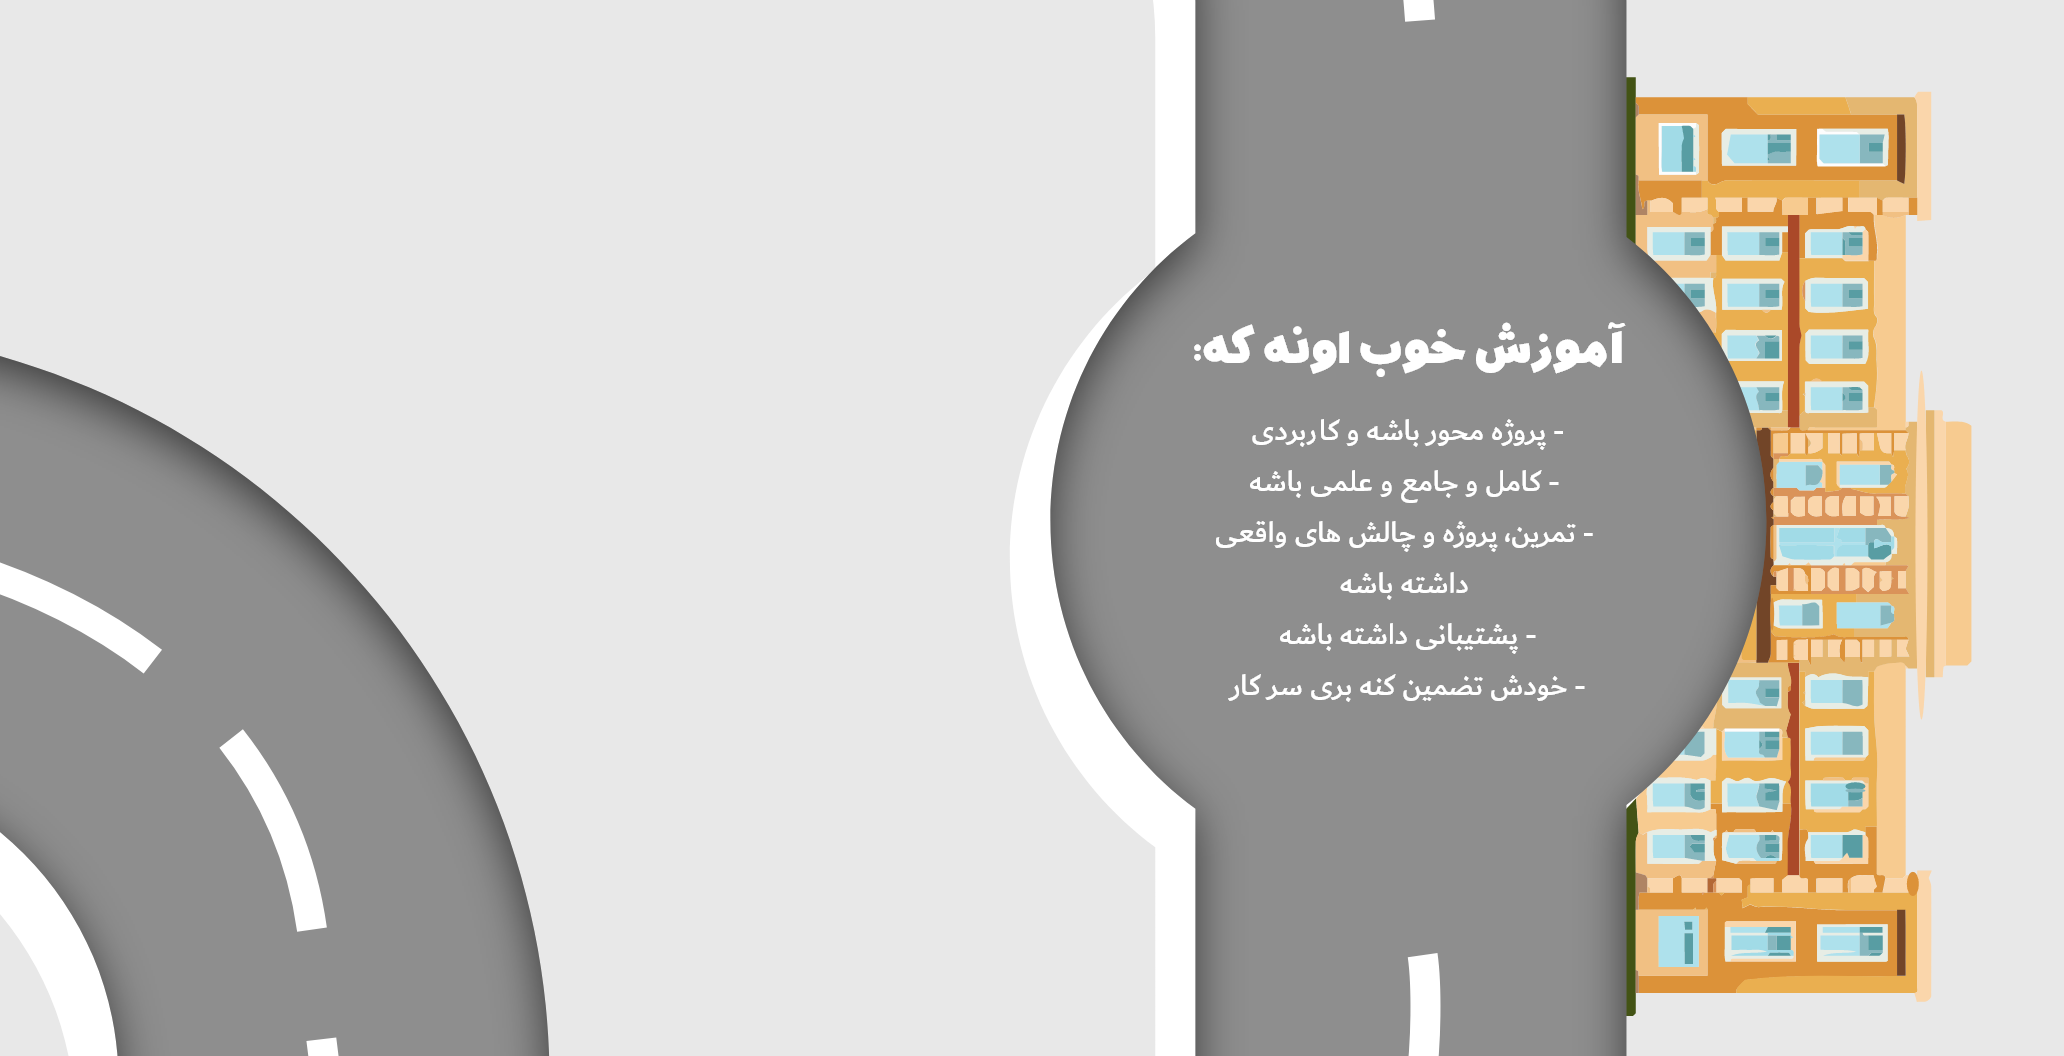 آموزش خوب اونه که:
- پروژه محور باشه و کاربردی
- کامل و جامع و علمی باشه
- تمرین، پروژه و چالش های واقعی
داشته باشه
- پشتیبانی داشته باشه
- خودش تضمین کنه بری سر کار